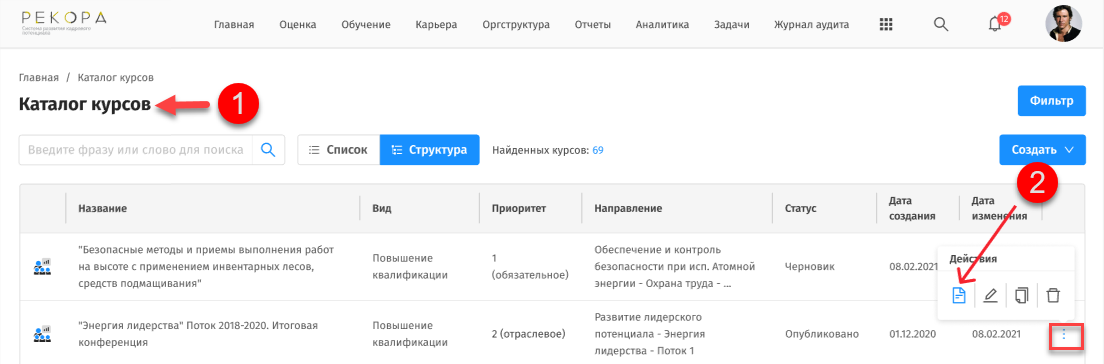 РЕКОРА
Система развития кадрового
потенциала
Главная Оценка Обучение Карьера Оргструктура Отчеты Аналитика Задачи Журнал аудита
12
Главная / Каталог курсов
Каталог курсов
1
Фильтр
Введите фразу или слово для поиска
Список
Структура
Найденных курсов: 69
Создать
2
Название
Вид
Приоритет
Направление
Статус
Дата
создания
Дата
изменения
"Безопасные методы и приемы выполнения работ
на высоте с применением инвентарных лесов,
средств подмащивания"
Повышение
квалификации
1
(обязательное)
Обеспечение и контроль
безопасности при исп. Атомной
энергии - Охрана труда - ...
Черновик
08.02.2021
Действия
"Энергия лидерства" Поток 2018-2020. Итоговая
конференция
Повышение
квалификации
2 (отраслевое)
Развитие лидерского
потенциала - Энергия
лидерства - Поток 1
Опубликовано
01.12.2020
08.02.2021